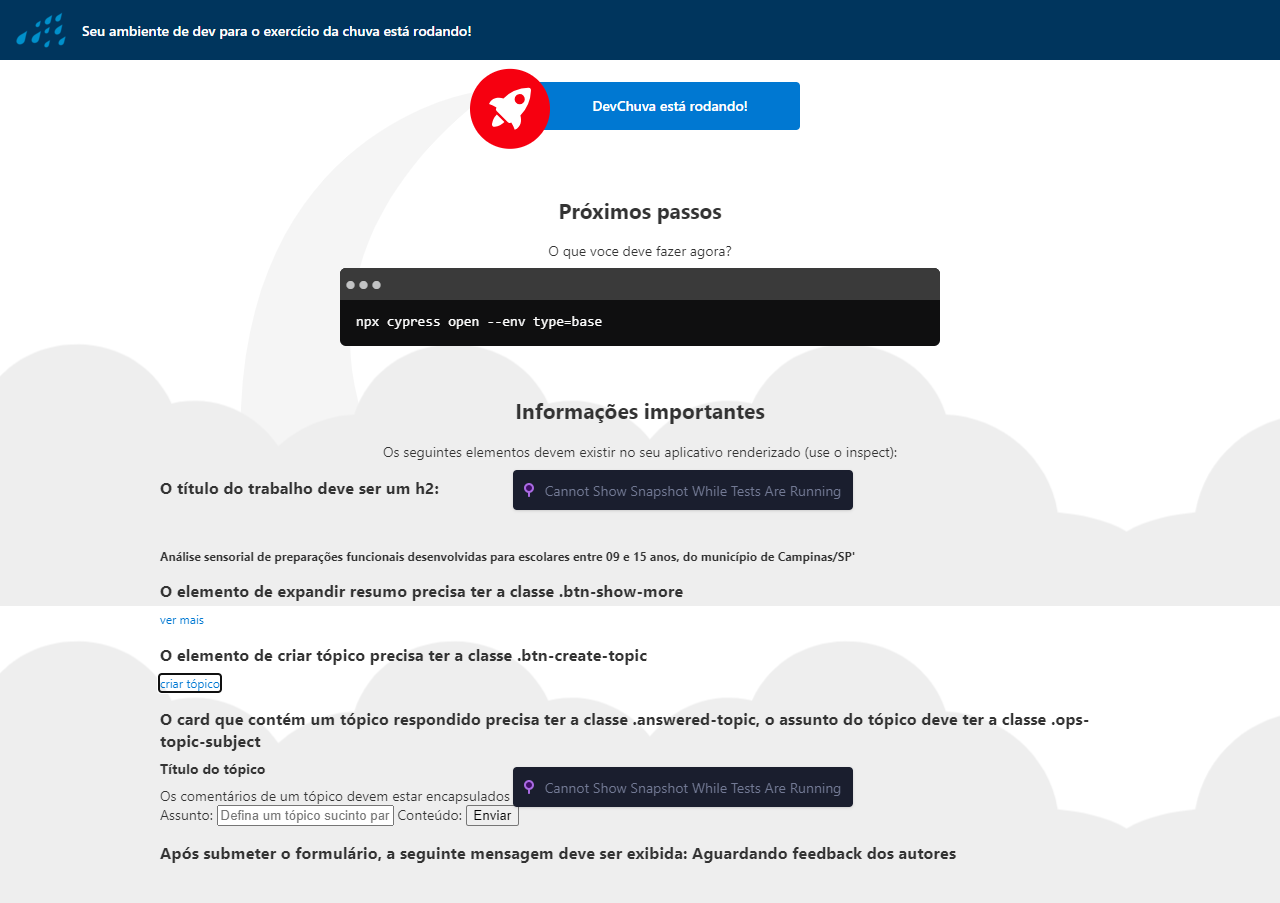 Seu ambiente de dev para o exercício da chuva está rodando!
DevChuva está rodando!
Próximos passos
O que voce deve fazer agora?
npx cypress open --env type=base
Informações importantes
Os seguintes elementos devem existir no seu aplicativo renderizado (use o inspect):
O título do trabalho deve ser um h2:
Cannot Show Snapshot While Tests Are Running
Análise sensorial de preparações funcionais desenvolvidas para escolares entre 09 e 15 anos, do município de Campinas/SP'
O elemento de expandir resumo precisa ter a classe .btn-show-more
ver mais
O elemento de criar tópico precisa ter a classe .btn-create-topic
criar tópico
O card que contém um tópico respondido precisa ter a classe .answered-topic, o assunto do tópico deve ter a classe .ops-
topic-subject
Título do tópico
Os comentários de um tópico devem estar encapsulados
Cannot Show Snapshot While Tests Are Running
Assunto: Defina um tópico sucinto par Conteúdo: Enviar
Após submeter o formulário, a seguinte mensagem deve ser exibida: Aguardando feedback dos autores